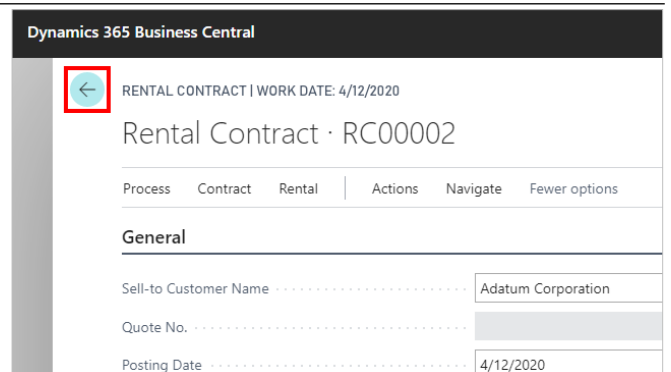 Dynamics 365 Business Central
RENTAL CONTRACT | WORK DATE: 4/12/2020
Rental Contract · RC00002
Process Contract Rental | Actions Navigate Fewer options
General
Sell-to Customer Name Adatum Corporation
Quote No.
Posting Date 4/12/2020